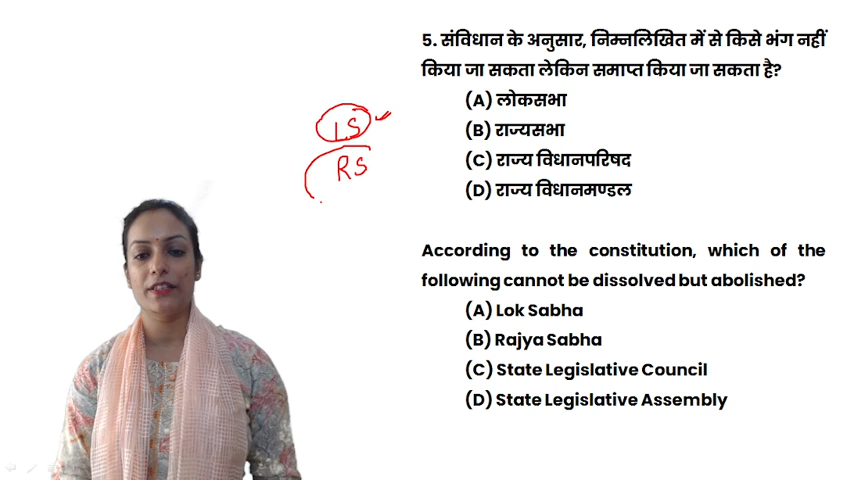 5. संविधान के अनुसार, निम्नलिखित में से किसे भंग नहीं
किया जा सकता लेकिन समाप्त किया जा सकता है?
(A) लोकसभा
(B) राज्यसभा
(C) राज्य विधानपरिषद
(D) राज्य विधानमण्डल
LS
RS
According to the constitution, which of the
following cannot be dissolved but abolished?
(A) Lok Sabha
(B) Rajya Sabha
(C) State Legislative Council
(D) State Legislative Assembly